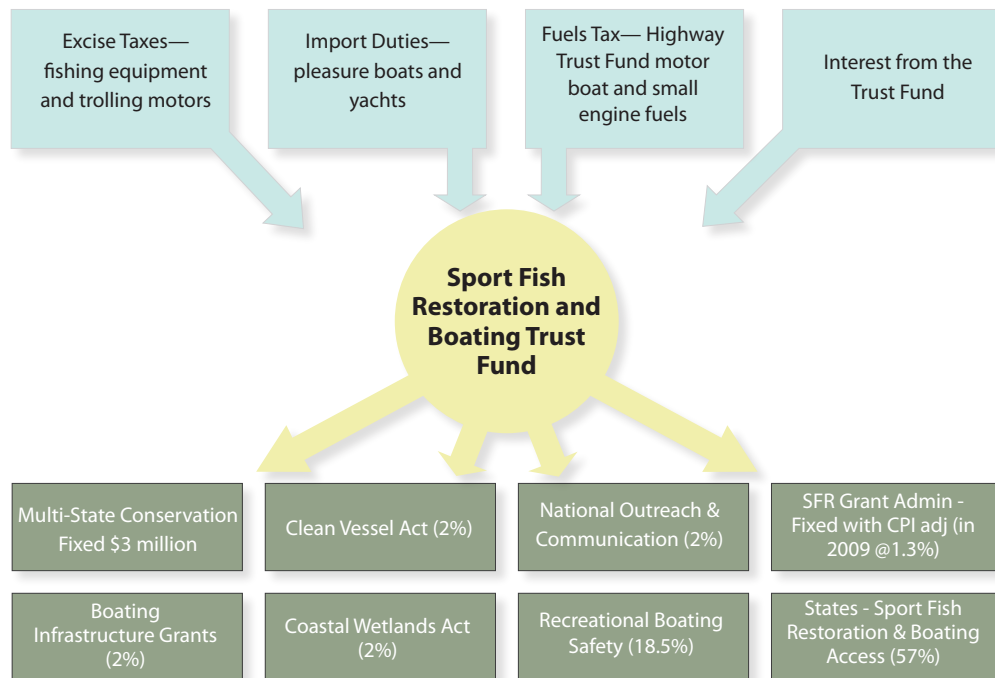 Excise Taxes—
fishing equipment
and trolling motors
Import Duties—
pleasure boats and
yachts
Fuels Tax— Highway
Trust Fund motor
boat and small
engine fuels
Interest from the
Trust Fund
Sport Fish
Restoration and
Boating Trust
Fund
Multi-State Conservation
Fixed $3 million
Clean Vessel Act (2%)
National Outreach &
Communication (2%)
SFR Grant Admin -
Fixed with CPI adj (in
2009 @1.3%)
Boating
Infrastructure Grants
(2%)
Coastal Wetlands Act
(2%)
Recreational Boating
Safety (18.5%)
States - Sport Fish
Restoration & Boating
Access (57%)